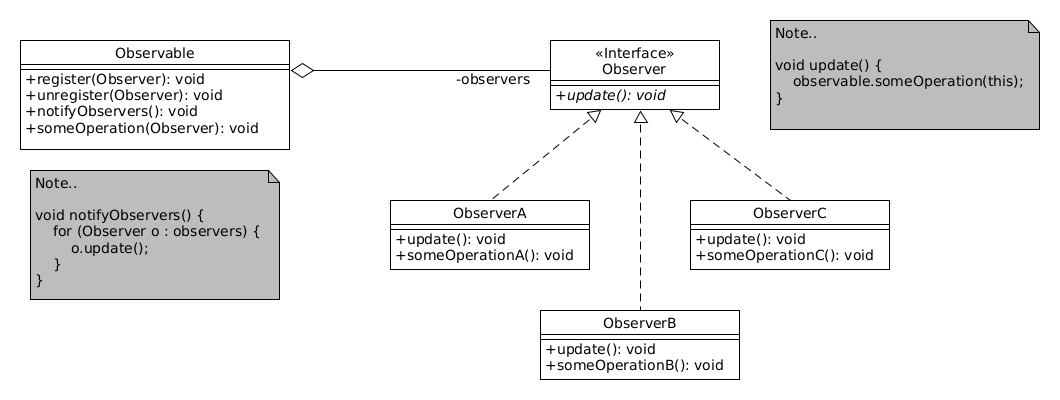 Observable
+register(Observer): void
+unregister(Observer): void
+notifyObservers(): void
+someOperation(Observer): void
-observers
«Interface»
Observer
+update(): void
Note..
void update() {
    observable.someOperation(this);
}
Note..
void notifyObservers() {
    for (Observer o : observers) {
        o.update();
    }
}
ObserverA
+update(): void
+someOperationA(): void
ObserverC
+update(): void
+someOperationC(): void
ObserverB
+update(): void
+someOperationB(): void